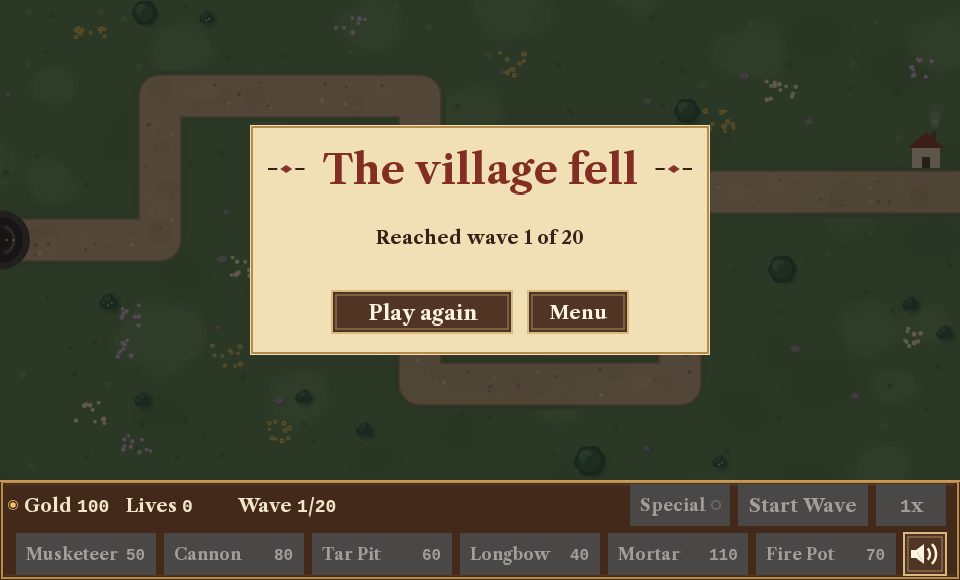 The village fell
Reached wave 1 of 20
Play again Menu
Gold 100 Lives 0 Wave 1/20 Special Start Wave 1x
Musketeer 50 Cannon 80 Tar Pit 60 Longbow 40 Mortar 110 Fire Pot 70